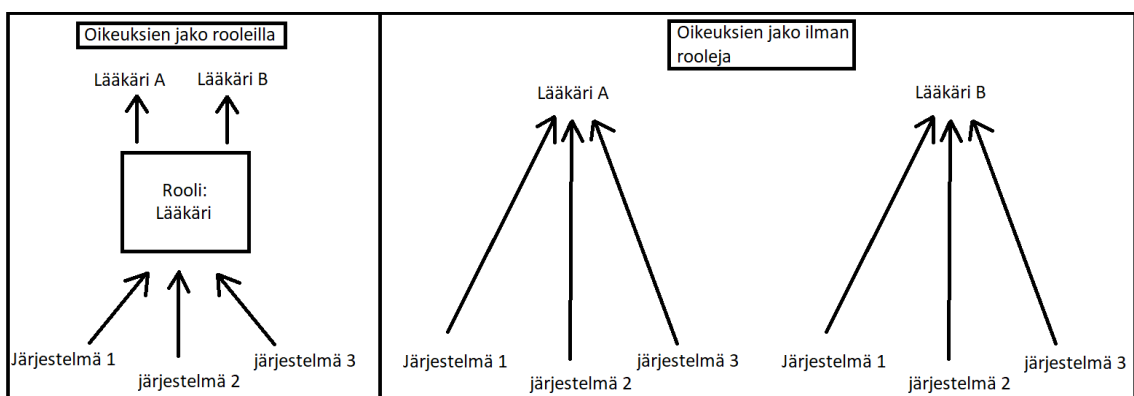 Oikeuksien jako rooleilla
Lääkäri A
Lääkäri B
Rooli:
Lääkäri
Järjestelmä 1
järjestelmä 2
järjestelmä 3
Oikeuksien jako ilman
rooleja
Lääkäri A
Järjestelmä 1
järjestelmä 2
järjestelmä 3
Lääkäri B
Järjestelmä 1
järjestelmä 2
järjestelmä 3